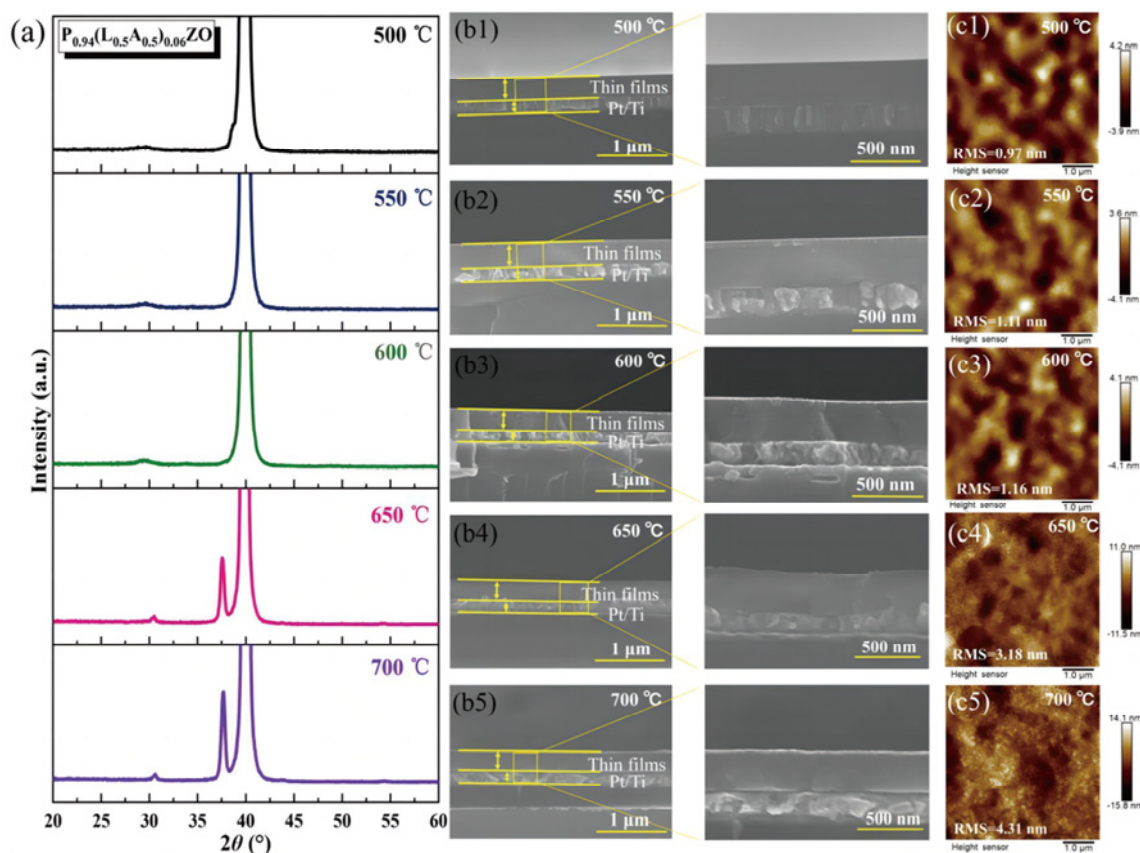 (a)
P0.94(L0.5A0.5)0.06ZO
500 ℃
550 ℃
600 ℃
650 ℃
700 ℃
Intensity (a.u.)
20 25 30 35 40 45 50 55 60
2θ (°)
(b1)
500 ℃
Thin films
Pt/Ti
1 µm
500 nm
(b2)
550 ℃
Thin films
Pt/Ti
1 µm
500 nm
(b3)
600 ℃
Thin films
Pt/Ti
1 µm
500 nm
(b4)
650 ℃
Thin films
Pt/Ti
1 µm
500 nm
(b5)
700 ℃
Thin films
Pt/Ti
1 µm
500 nm
(c1)
500 ℃
4.2 nm
-3.9 nm
RMS=0.97 nm
Height sensor
1.0 µm
(c2)
550 ℃
3.6 nm
-4.1 nm
RMS=1.11 nm
Height sensor
1.0 µm
(c3)
600 ℃
4.1 nm
-4.1 nm
RMS=1.16 nm
Height sensor
1.0 µm
(c4)
650 ℃
11.0 nm
-11.5 nm
RMS=3.18 nm
Height sensor
1.0 µm
(c5)
700 ℃
14.1 nm
-15.8 nm
RMS=4.31 nm
Height sensor
1.0 µm